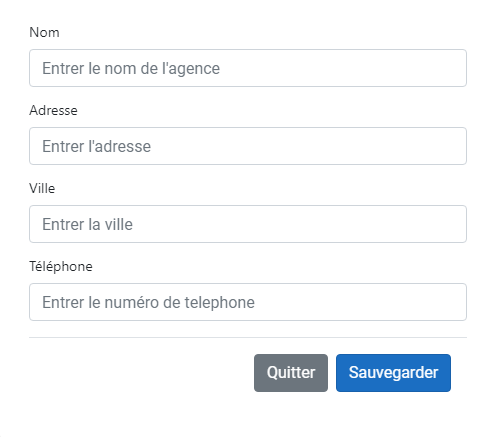 Nom
Entrer le nom de l'agence
Adresse
Entrer l'adresse
Ville
Entrer la ville
Téléphone
Entrer le numéro de telephone
Quitter Sauvegarder